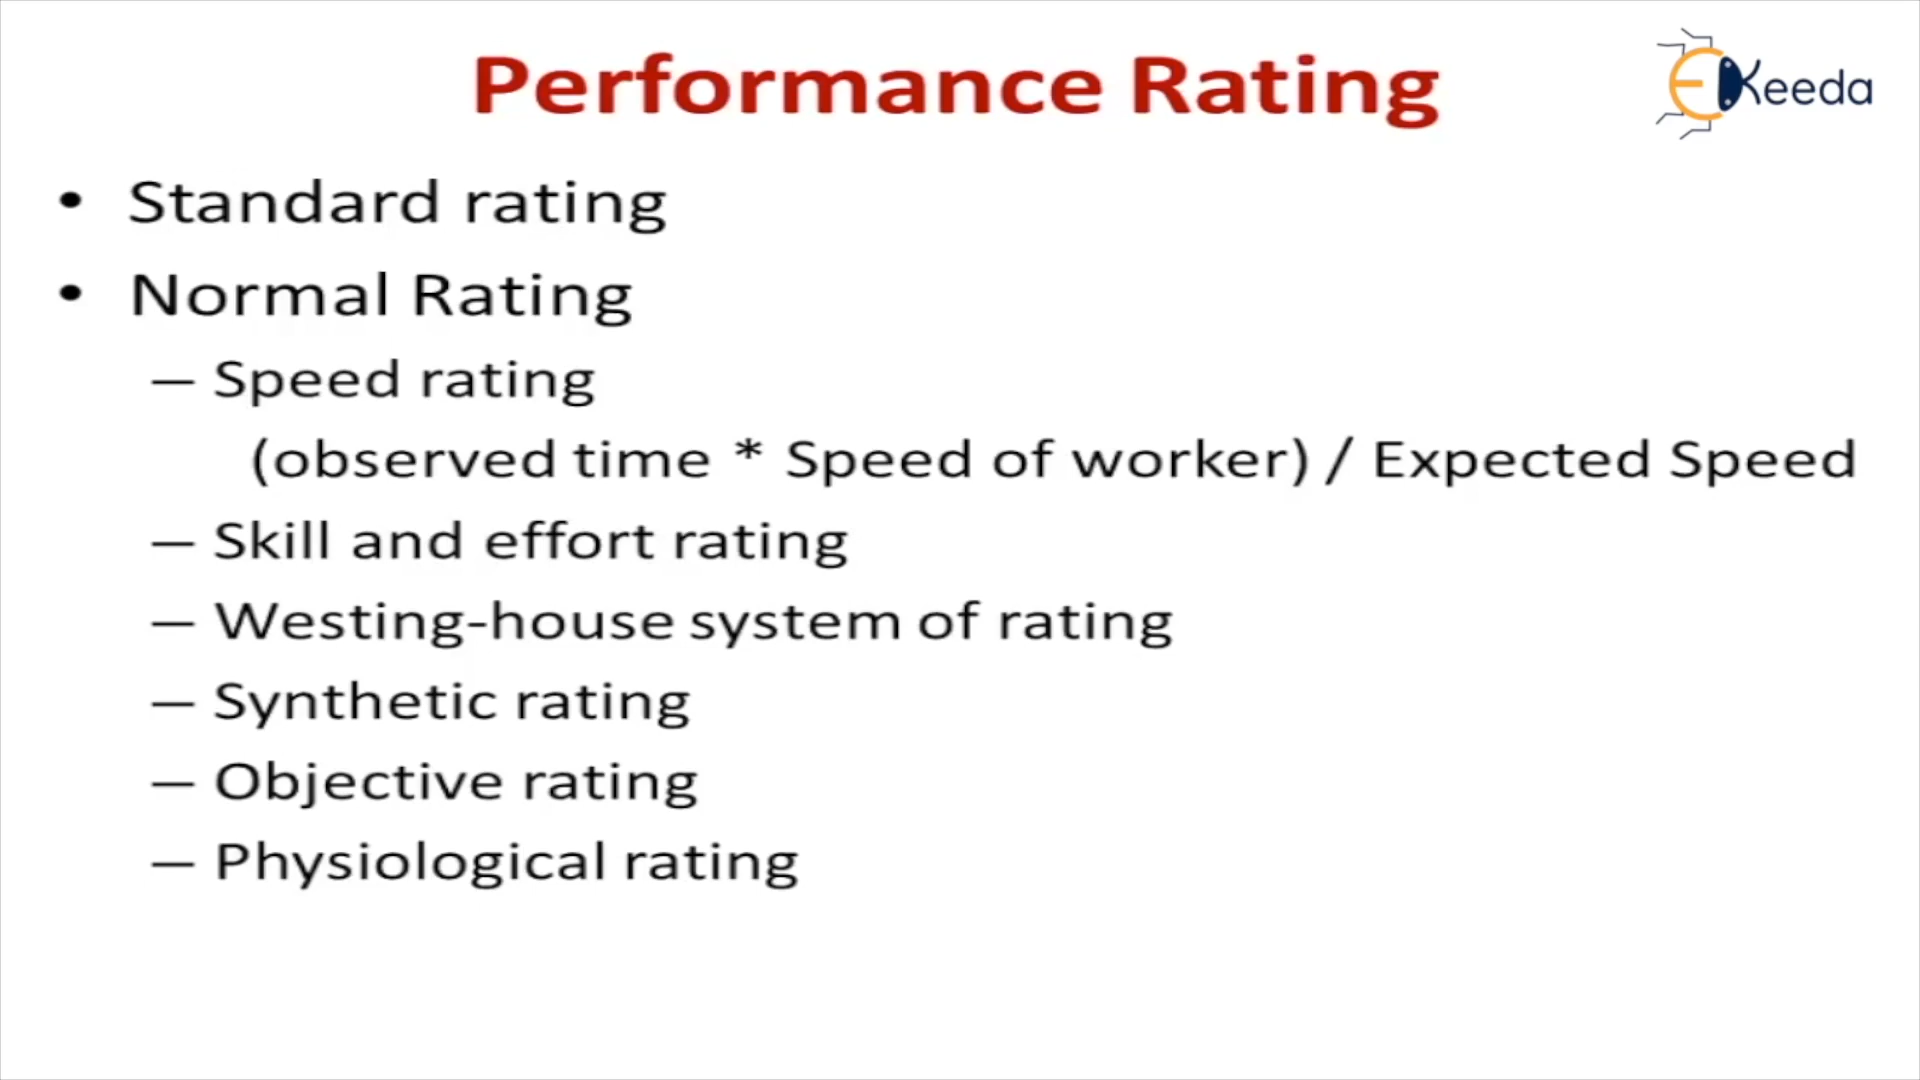 Performance Rating
EKeeda
• Standard rating
• Normal Rating
– Speed rating
(observed time * Speed of worker) / Expected Speed
– Skill and effort rating
– Westing-house system of rating
– Synthetic rating
– Objective rating
– Physiological rating